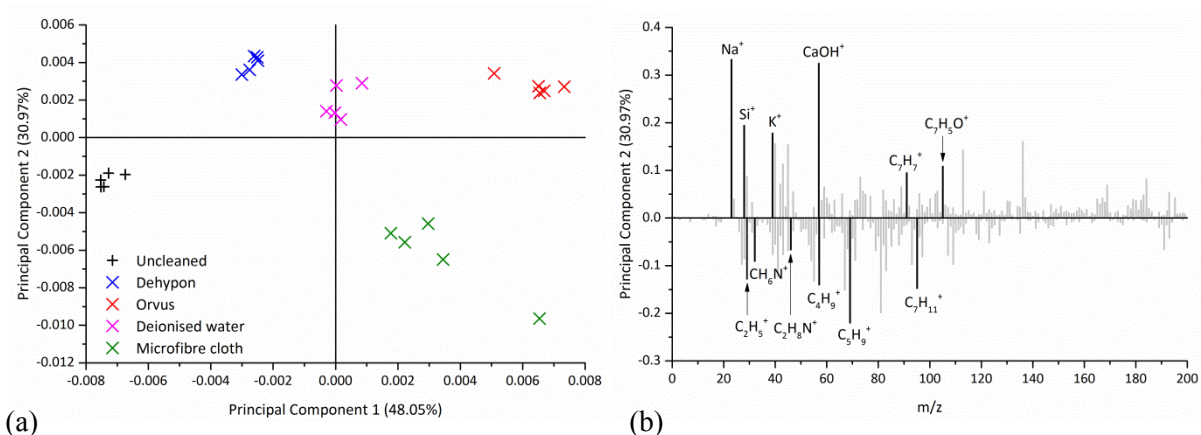 0.006
0.004
0.002
0.000
-0.002
-0.004
-0.006
-0.008
-0.010
-0.012
Principal Component 2 (30.97%)
Uncleaned
Dehypon
Orvus
Deionised water
Microfibre cloth
-0.008 -0.006 -0.004 -0.002 0.000 0.002 0.004 0.006 0.008
Principal Component 1 (48.05%)
(a)
0.4
0.3
0.2
0.1
0.0
-0.1
-0.2
-0.3
Principal Component 2 (30.97%)
Na⁺
CaOH⁺
Si⁺
K⁺
C₇H₅O⁺
C₇H₇⁺
CH₆N⁺
C₄H₉⁺
C₇H₁₁⁺
C₂H₅⁺
C₂H₈N⁺
C₅H₉⁺
0 20 40 60 80 100 120 140 160 180 200
m/z
(b)